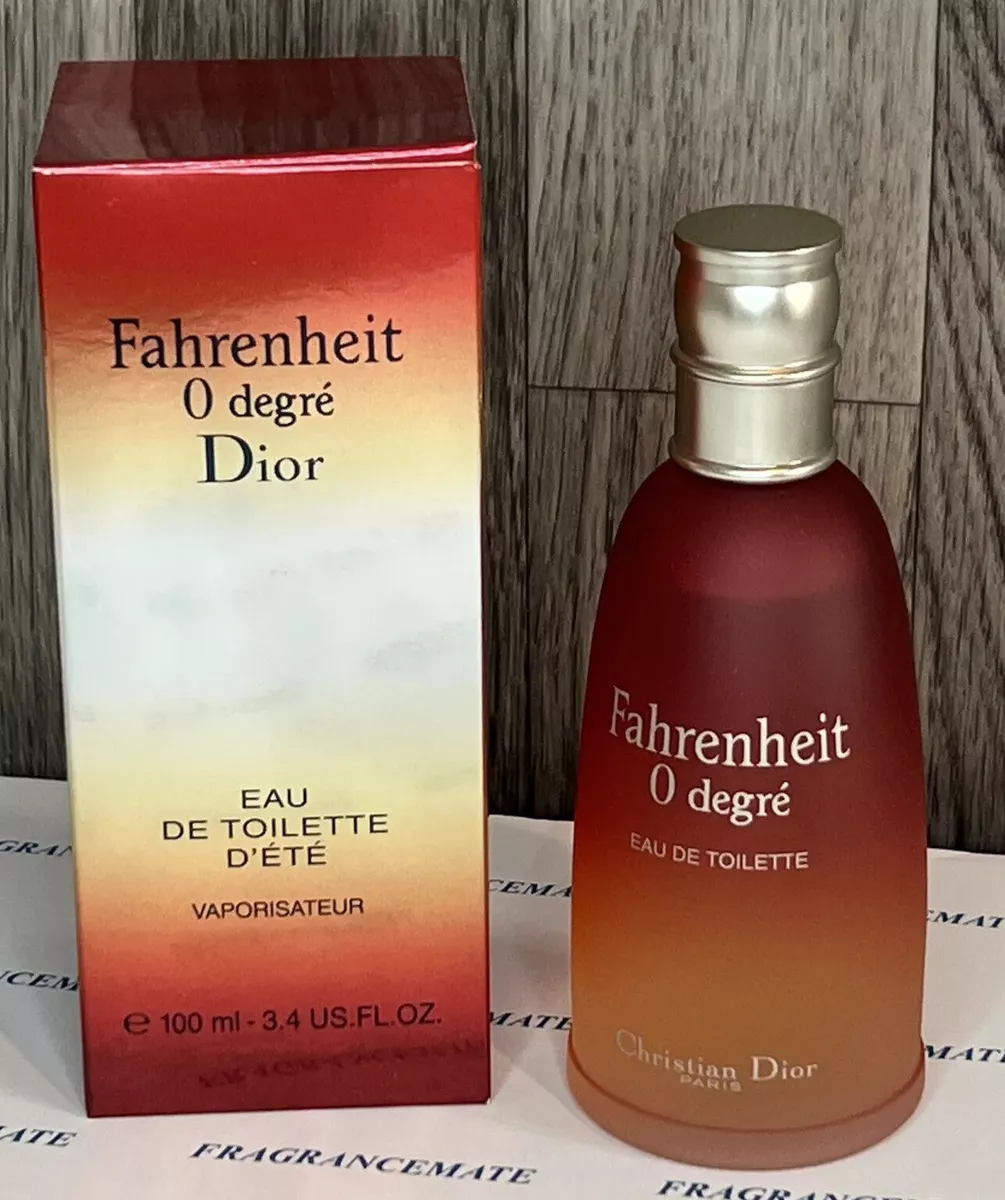 Fahrenheit
0 degré
Dior
EAU
DE TOILETTE
D'ÉTÉ
VAPORISATEUR
℮ 100 ml - 3.4 US.FL.OZ.
Fahrenheit
0 degré
EAU DE TOILETTE
Christian Dior
PARIS
FRAGRANCEMATE